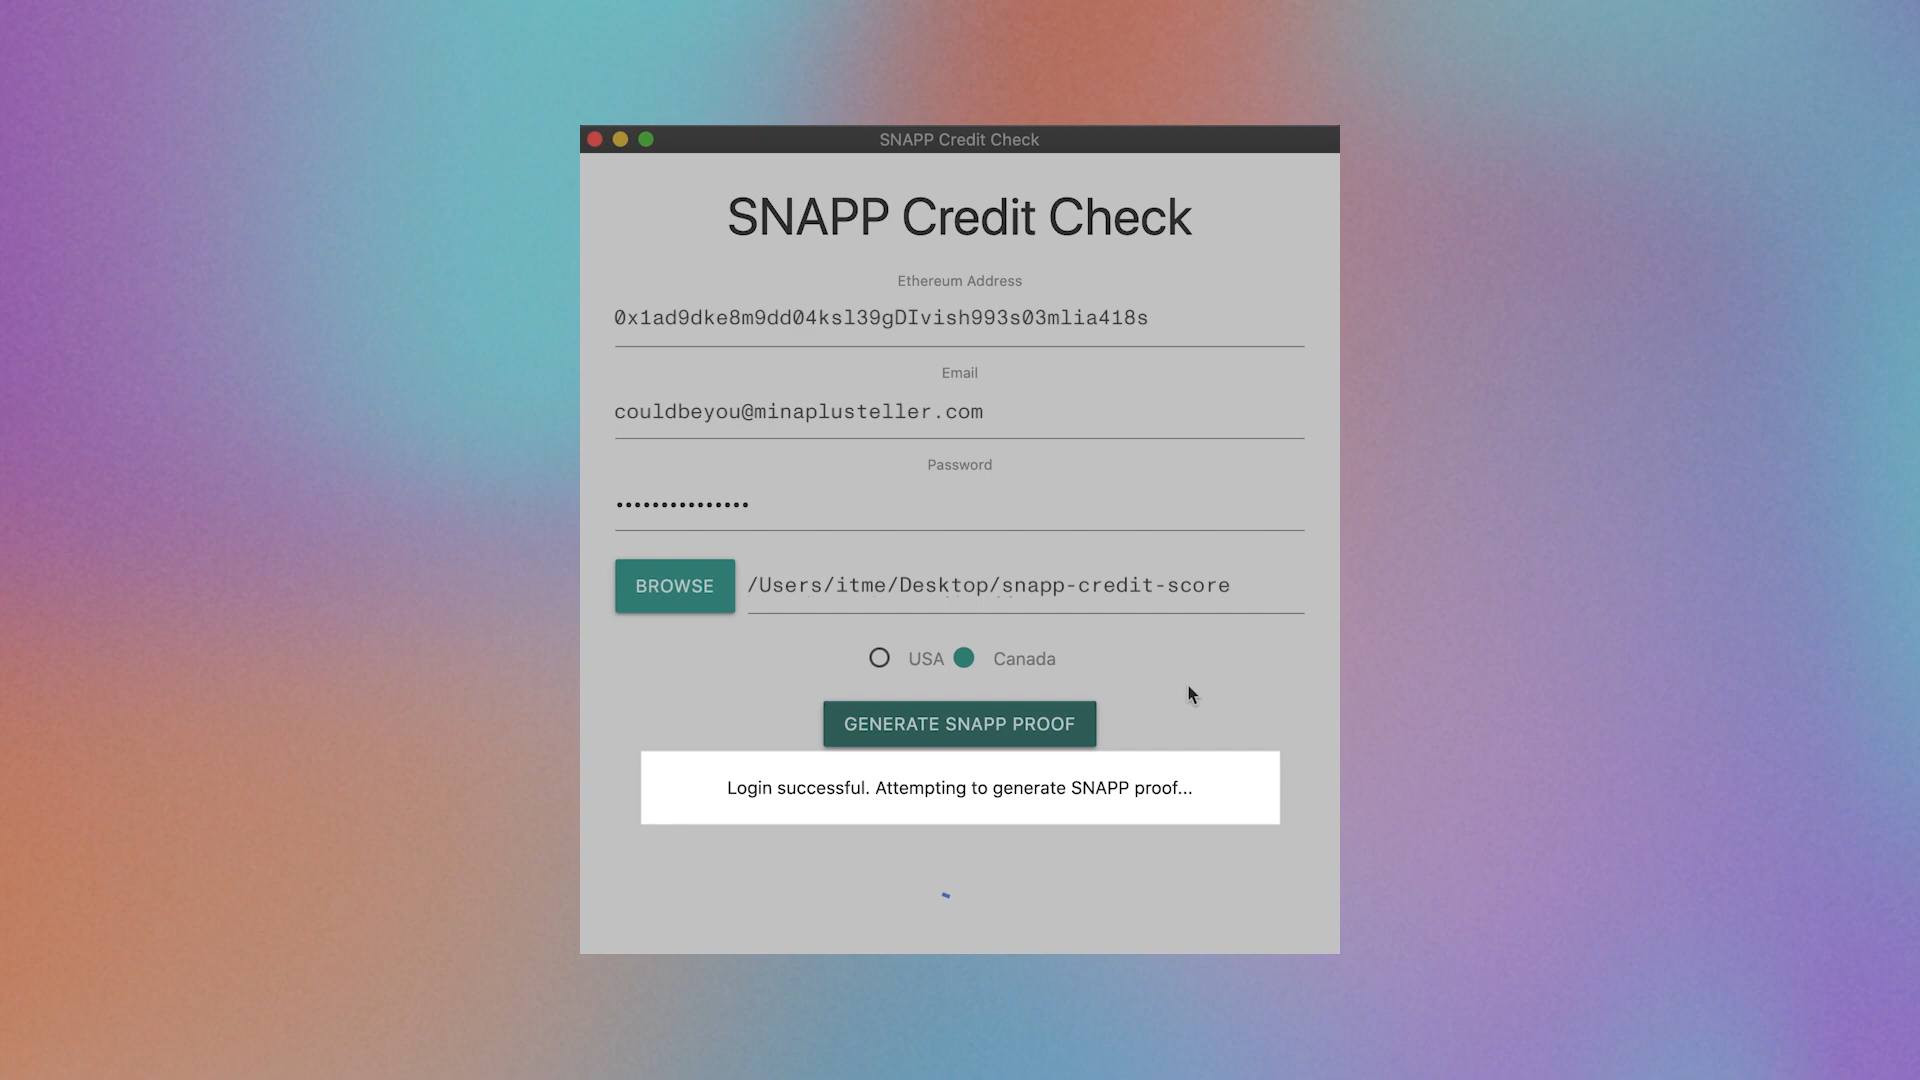 SNAPP Credit Check
SNAPP Credit Check
Ethereum Address
0x1ad9dke8m9dd04ksl39gDIvish993s03mlia418s
Email
couldbeyou@minaplusteller.com
Password
•••••••••••••••
BROWSE /Users/itme/Desktop/snapp-credit-score
USA Canada
GENERATE SNAPP PROOF
Login successful. Attempting to generate SNAPP proof...